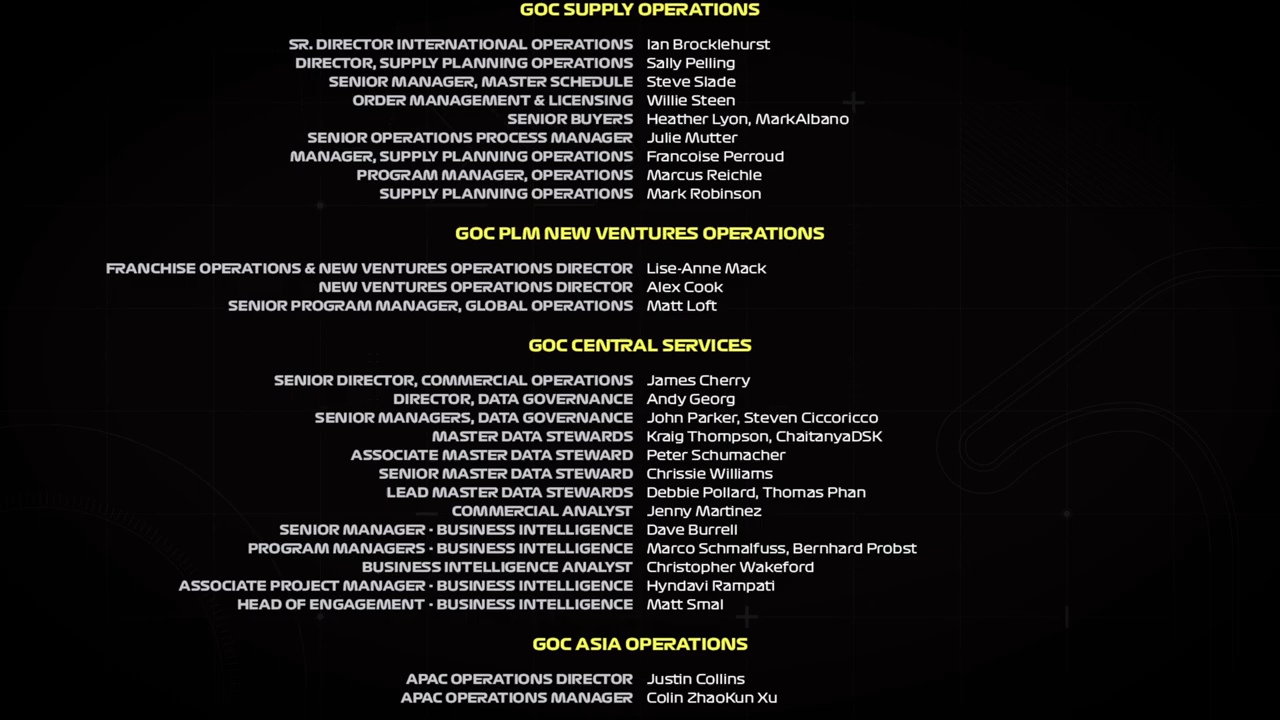 GOC SUPPLY OPERATIONS
SR. DIRECTOR INTERNATIONAL OPERATIONS Ian Brocklehurst
DIRECTOR, SUPPLY PLANNING OPERATIONS Sally Pelling
SENIOR MANAGER, MASTER SCHEDULE Steve Slade
ORDER MANAGEMENT & LICENSING Willie Steen
SENIOR BUYERS Heather Lyon, MarkAlbano
SENIOR OPERATIONS PROCESS MANAGER Julie Mutter
MANAGER, SUPPLY PLANNING OPERATIONS Francoise Perroud
PROGRAM MANAGER, OPERATIONS Marcus Reichle
SUPPLY PLANNING OPERATIONS Mark Robinson
GOC PLM NEW VENTURES OPERATIONS
FRANCHISE OPERATIONS & NEW VENTURES OPERATIONS DIRECTOR Lise-Anne Mack
NEW VENTURES OPERATIONS DIRECTOR Alex Cook
SENIOR PROGRAM MANAGER, GLOBAL OPERATIONS Matt Loft
GOC CENTRAL SERVICES
SENIOR DIRECTOR, COMMERCIAL OPERATIONS James Cherry
DIRECTOR, DATA GOVERNANCE Andy Georg
SENIOR MANAGERS, DATA GOVERNANCE John Parker, Steven Ciccoricco
MASTER DATA STEWARDS Kraig Thompson, ChaitanyaDSK
ASSOCIATE MASTER DATA STEWARD Peter Schumacher
SENIOR MASTER DATA STEWARD Chrissie Williams
LEAD MASTER DATA STEWARDS Debbie Pollard, Thomas Phan
COMMERCIAL ANALYST Jenny Martinez
SENIOR MANAGER · BUSINESS INTELLIGENCE Dave Burrell
PROGRAM MANAGERS · BUSINESS INTELLIGENCE Marco Schmalfuss, Bernhard Probst
BUSINESS INTELLIGENCE ANALYST Christopher Wakeford
ASSOCIATE PROJECT MANAGER · BUSINESS INTELLIGENCE Hyndavi Rampati
HEAD OF ENGAGEMENT · BUSINESS INTELLIGENCE Matt Smal
GOC ASIA OPERATIONS
APAC OPERATIONS DIRECTOR Justin Collins
APAC OPERATIONS MANAGER Colin ZhaoKun Xu